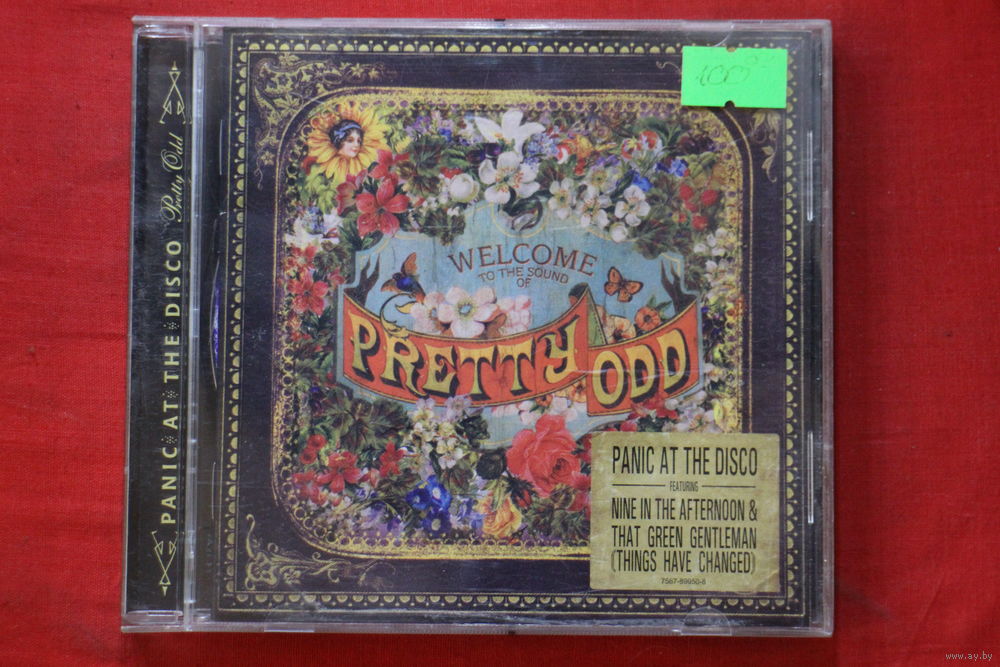 PANIC AT THE DISCO Pretty Odd
WELCOME
TO THE SOUND
OF
PRETTY ODD
PANIC AT THE DISCO
FEATURING
NINE IN THE AFTERNOON &
THAT GREEN GENTLEMAN
(THINGS HAVE CHANGED)
7567-89950-6
www.ay.by